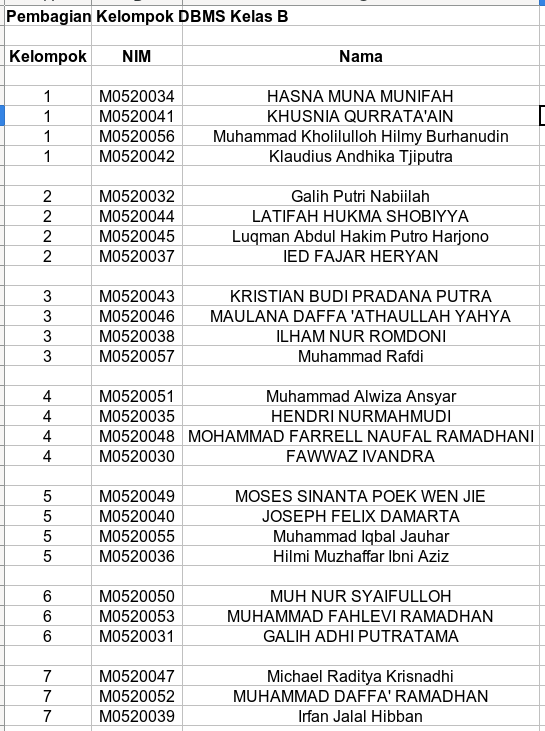 Pembagian Kelompok DBMS Kelas B
Kelompok NIM Nama
1 M0520034 HASNA MUNA MUNIFAH
1 M0520041 KHUSNIA QURRATA'AIN
1 M0520056 Muhammad Kholilulloh Hilmy Burhanudin
1 M0520042 Klaudius Andhika Tjiputra
2 M0520032 Galih Putri Nabiilah
2 M0520044 LATIFAH HUKMA SHOBIYYA
2 M0520045 Luqman Abdul Hakim Putro Harjono
2 M0520037 IED FAJAR HERYAN
3 M0520043 KRISTIAN BUDI PRADANA PUTRA
3 M0520046 MAULANA DAFFA 'ATHAULLAH YAHYA
3 M0520038 ILHAM NUR ROMDONI
3 M0520057 Muhammad Rafdi
4 M0520051 Muhammad Alwiza Ansyar
4 M0520035 HENDRI NURMAHMUDI
4 M0520048 MOHAMMAD FARRELL NAUFAL RAMADHANI
4 M0520030 FAWWAZ IVANDRA
5 M0520049 MOSES SINANTA POEK WEN JIE
5 M0520040 JOSEPH FELIX DAMARTA
5 M0520055 Muhammad Iqbal Jauhar
5 M0520036 Hilmi Muzhaffar Ibni Aziz
6 M0520050 MUH NUR SYAIFULLOH
6 M0520053 MUHAMMAD FAHLEVI RAMADHAN
6 M0520031 GALIH ADHI PUTRATAMA
7 M0520047 Michael Raditya Krisnadhi
7 M0520052 MUHAMMAD DAFFA' RAMADHAN
7 M0520039 Irfan Jalal Hibban